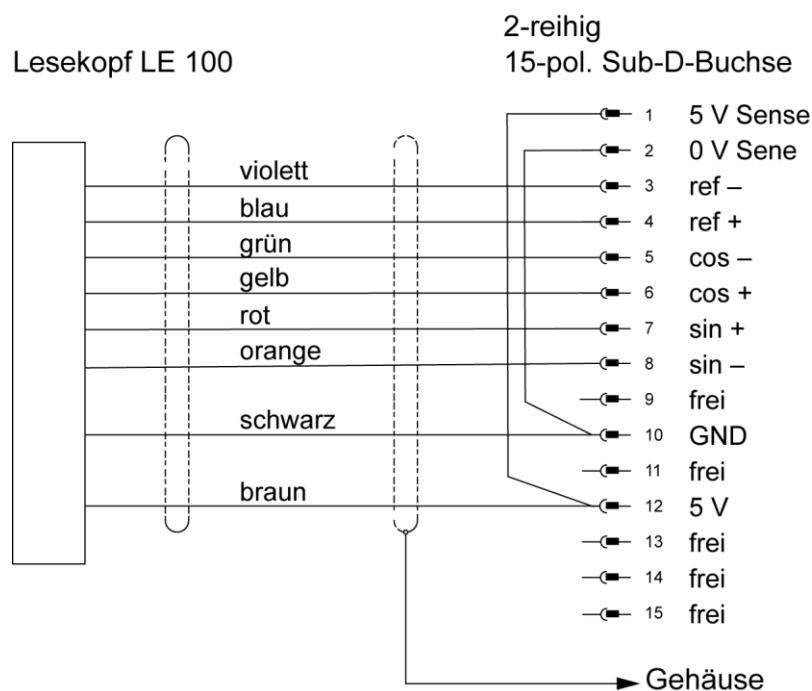 2-reihig
Lesekopf LE 100 15-pol. Sub-D-Buchse
1 5 V Sense
2 0 V Sene
violett 3 ref –
blau 4 ref +
grün 5 cos –
gelb 6 cos +
rot 7 sin +
orange 8 sin –
9 frei
schwarz 10 GND
11 frei
braun 12 5 V
13 frei
14 frei
15 frei
Gehäuse